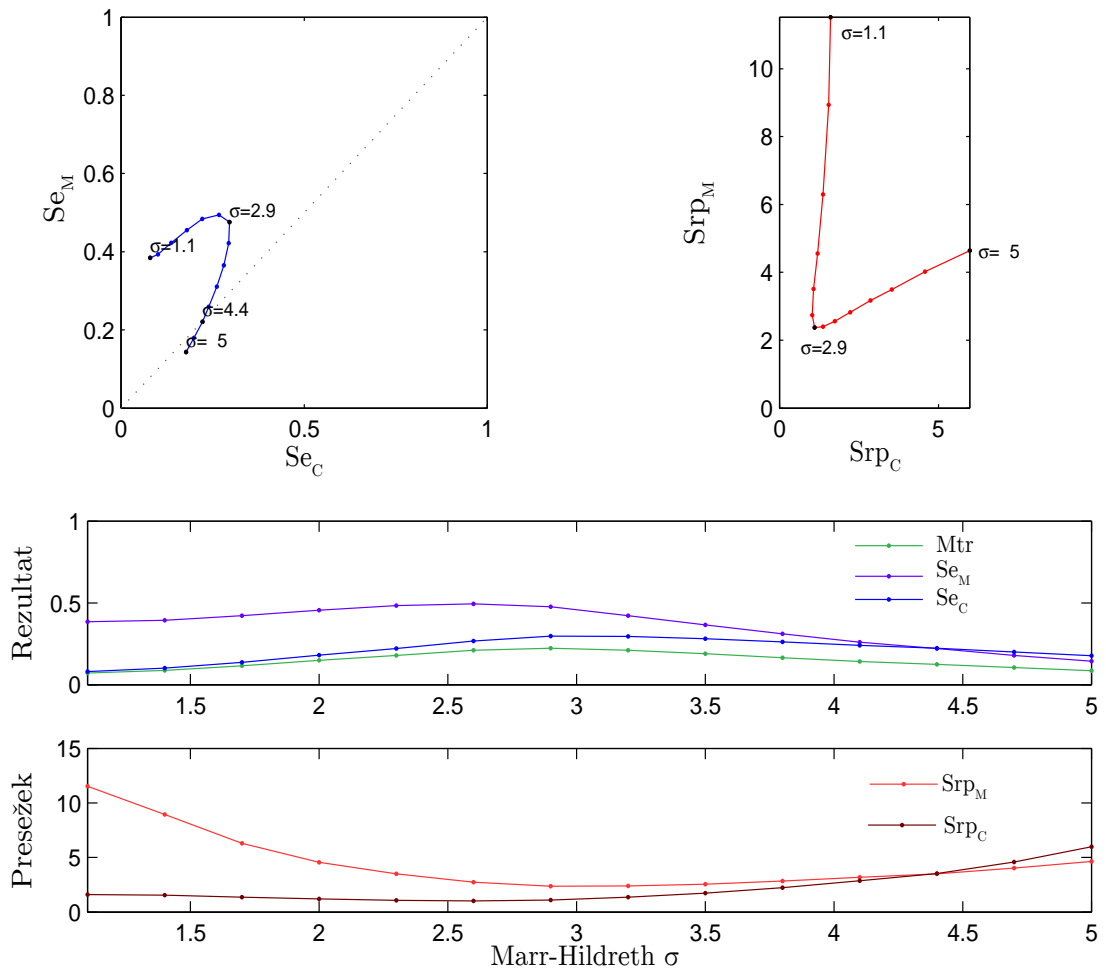 1
0.8
0.6
0.4
0.2
0
0
0.5
1
Se_M
Se_C
σ=2.9
σ=1.1
σ=4.4
σ= 5
10
8
6
4
2
0
0
5
Srp_M
Srp_C
σ=1.1
σ= 5
σ=2.9
1
0.5
0
Rezultat
Mtr
Se_M
Se_C
1.5 2 2.5 3 3.5 4 4.5 5
15
10
5
0
Presežek
Srp_M
Srp_C
1.5 2 2.5 3 3.5 4 4.5 5
Marr-Hildreth σ